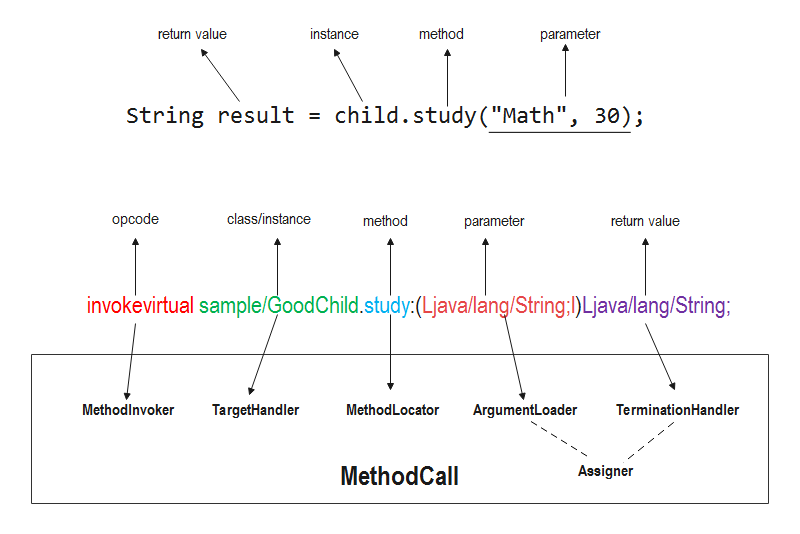 return value instance method parameter
String result = child.study("Math", 30);
opcode class/instance method parameter return value
invokevirtual sample/GoodChild.study:(Ljava/lang/String;I)Ljava/lang/String;
MethodInvoker TargetHandler MethodLocator ArgumentLoader TerminationHandler
Assigner
MethodCall